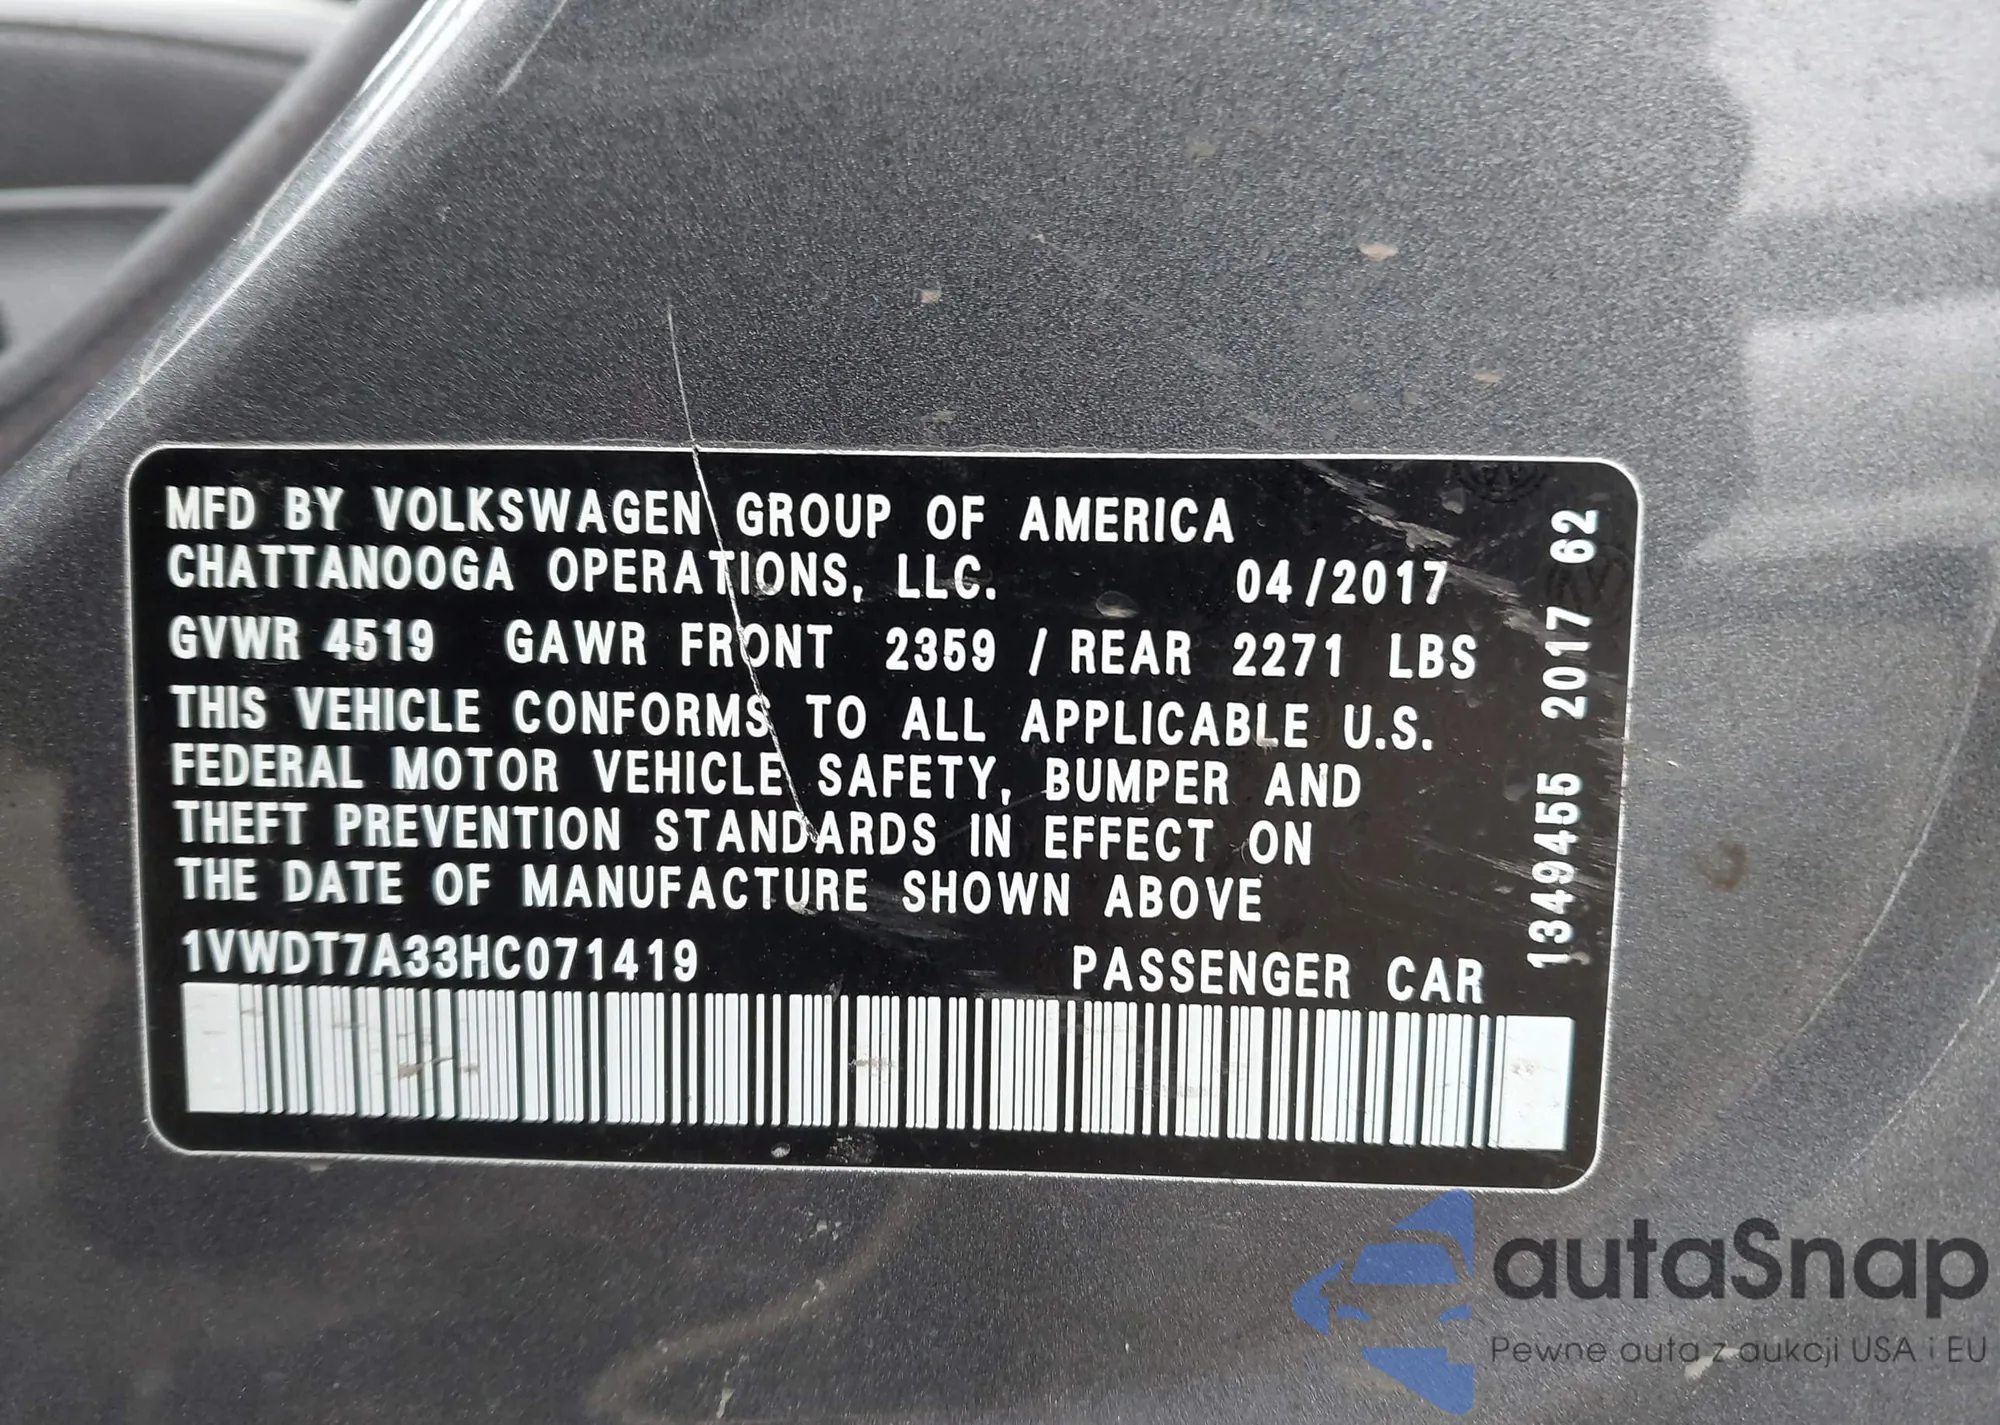 MFD BY VOLKSWAGEN GROUP OF AMERICA
CHATTANOOGA OPERATIONS, LLC. 04/2017
GVWR 4519 GAWR FRONT 2359 / REAR 2271 LBS
THIS VEHICLE CONFORMS TO ALL APPLICABLE U.S.
FEDERAL MOTOR VEHICLE SAFETY, BUMPER AND
THEFT PREVENTION STANDARDS IN EFFECT ON
THE DATE OF MANUFACTURE SHOWN ABOVE
1VWDT7A33HC071419 PASSENGER CAR
1349455 2017 62
autaSnap
Pewne auta z aukcji USA i EU